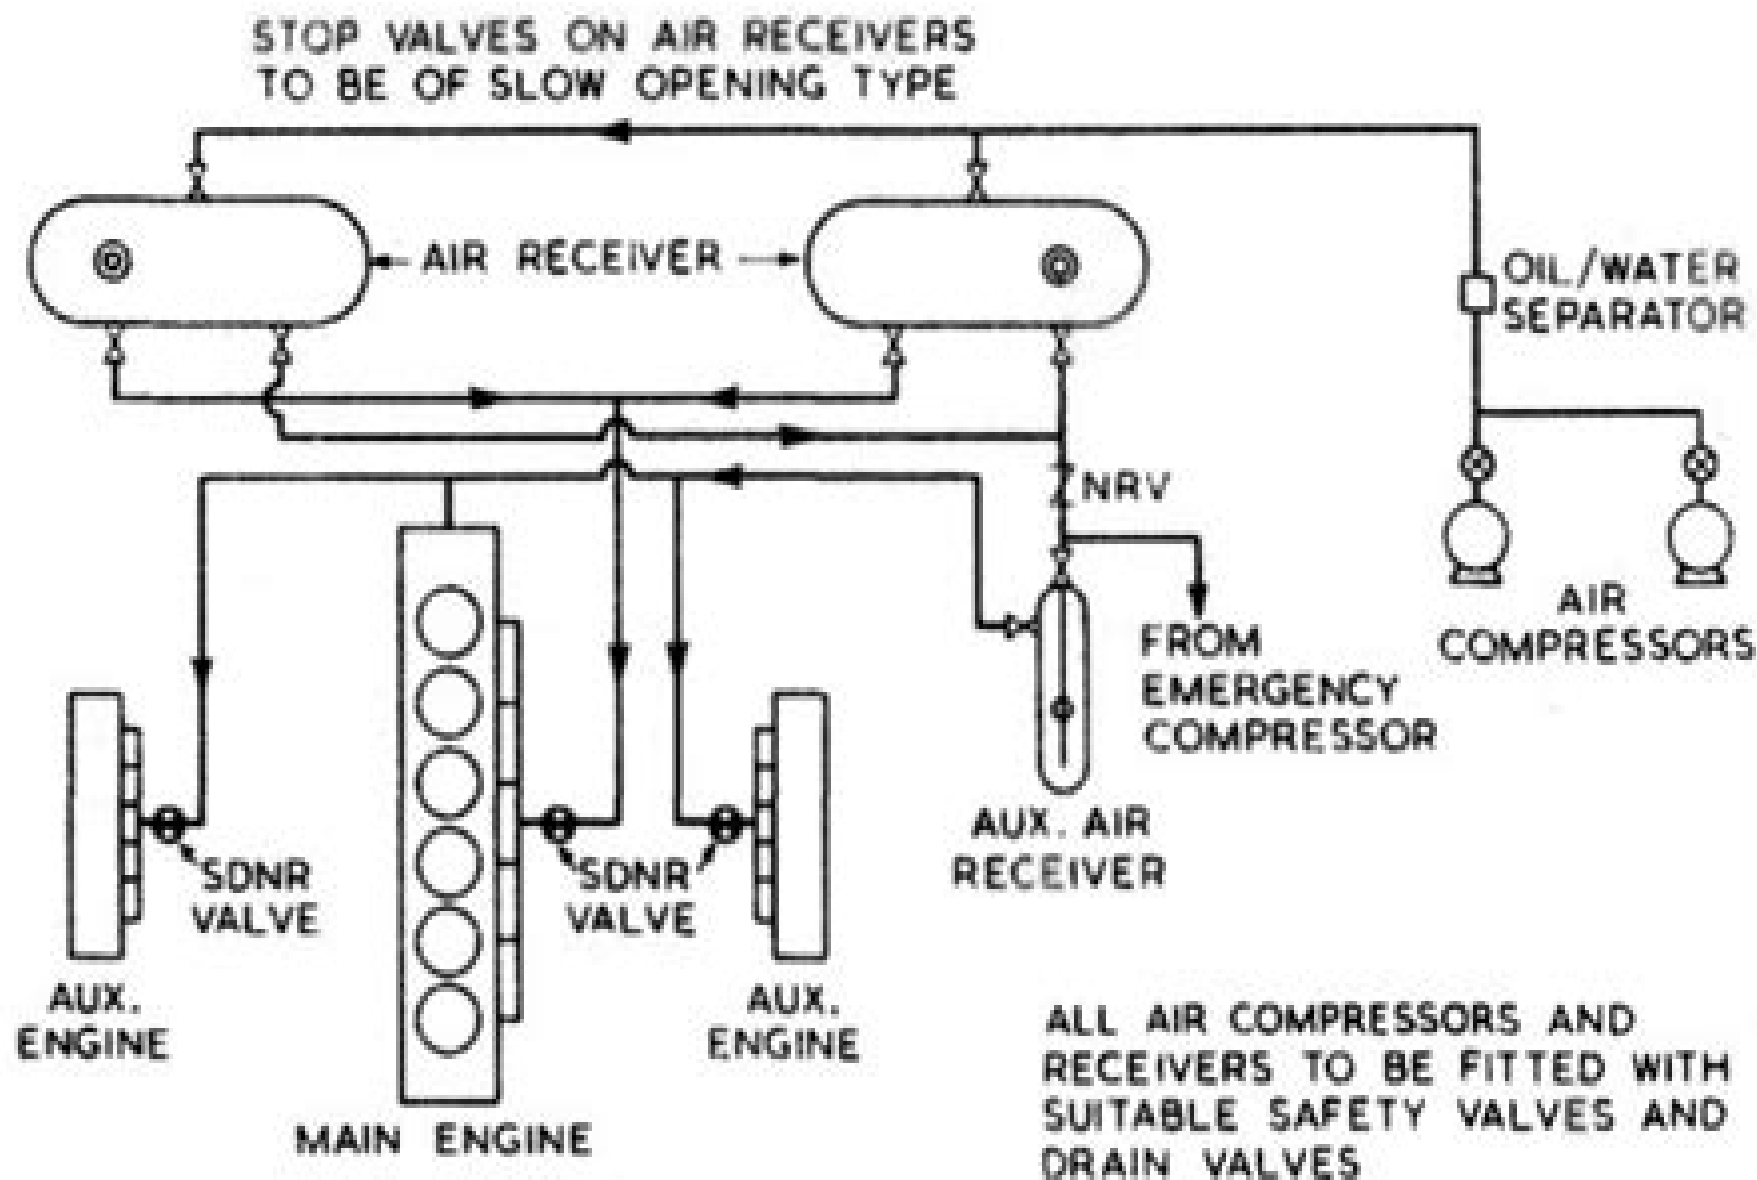 STOP VALVES ON AIR RECEIVERS
TO BE OF SLOW OPENING TYPE
AIR RECEIVER
OIL/WATER
SEPARATOR
NRV
AIR
COMPRESSORS
FROM
EMERGENCY
COMPRESSOR
AUX. AIR
RECEIVER
SDNR
VALVE
SDNR
VALVE
AUX.
ENGINE
MAIN ENGINE
AUX.
ENGINE
ALL AIR COMPRESSORS AND
RECEIVERS TO BE FITTED WITH
SUITABLE SAFETY VALVES AND
DRAIN VALVES